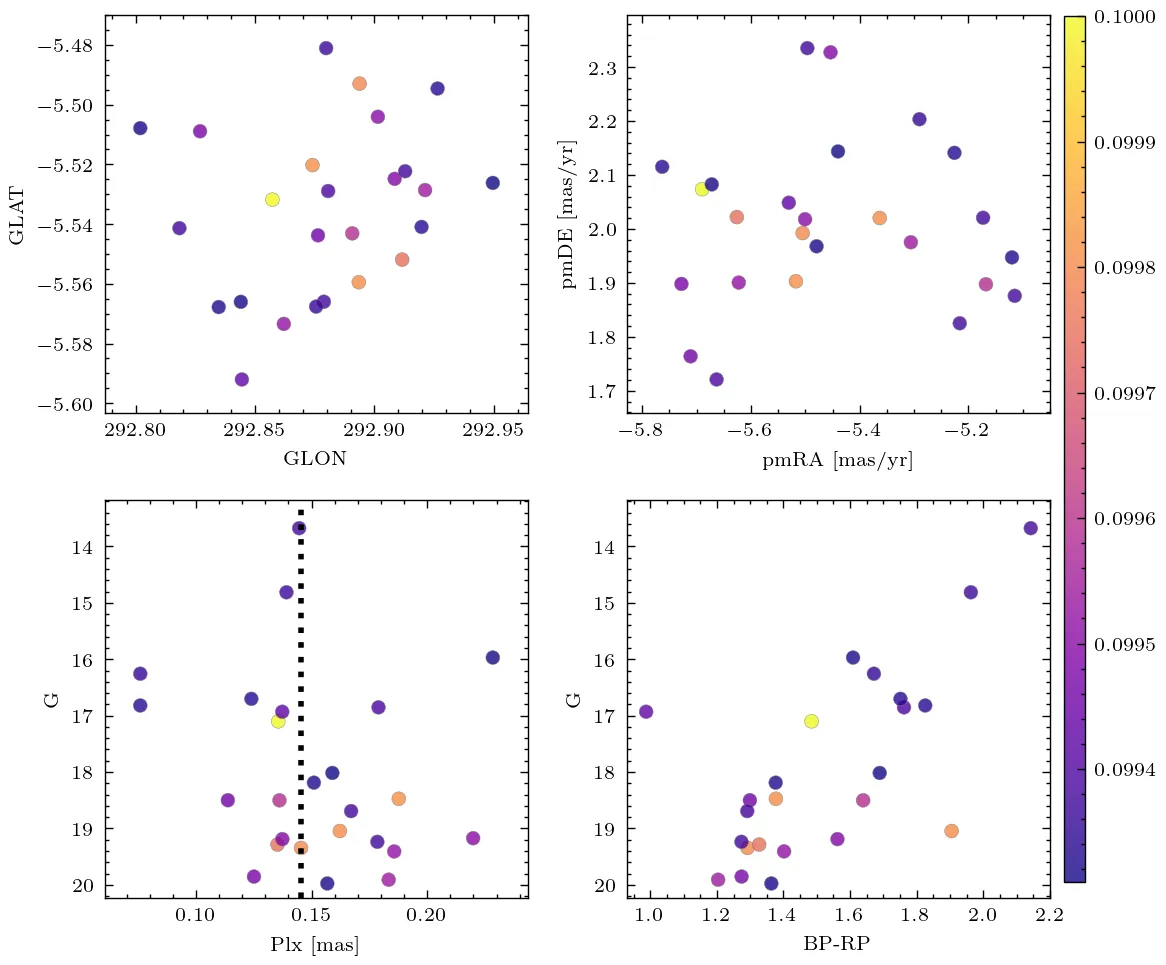 −5.48
−5.50
−5.52
−5.54
−5.56
−5.58
−5.60
GLAT
292.80 292.85 292.90 292.95
GLON
2.3
2.2
2.1
2.0
1.9
1.8
1.7
pmDE [mas/yr]
−5.8 −5.6 −5.4 −5.2
pmRA [mas/yr]
14
15
16
17
18
19
20
G
0.10 0.15 0.20
Plx [mas]
14
15
16
17
18
19
20
G
1.0 1.2 1.4 1.6 1.8 2.0 2.2
BP-RP
0.1000
0.0999
0.0998
0.0997
0.0996
0.0995
0.0994